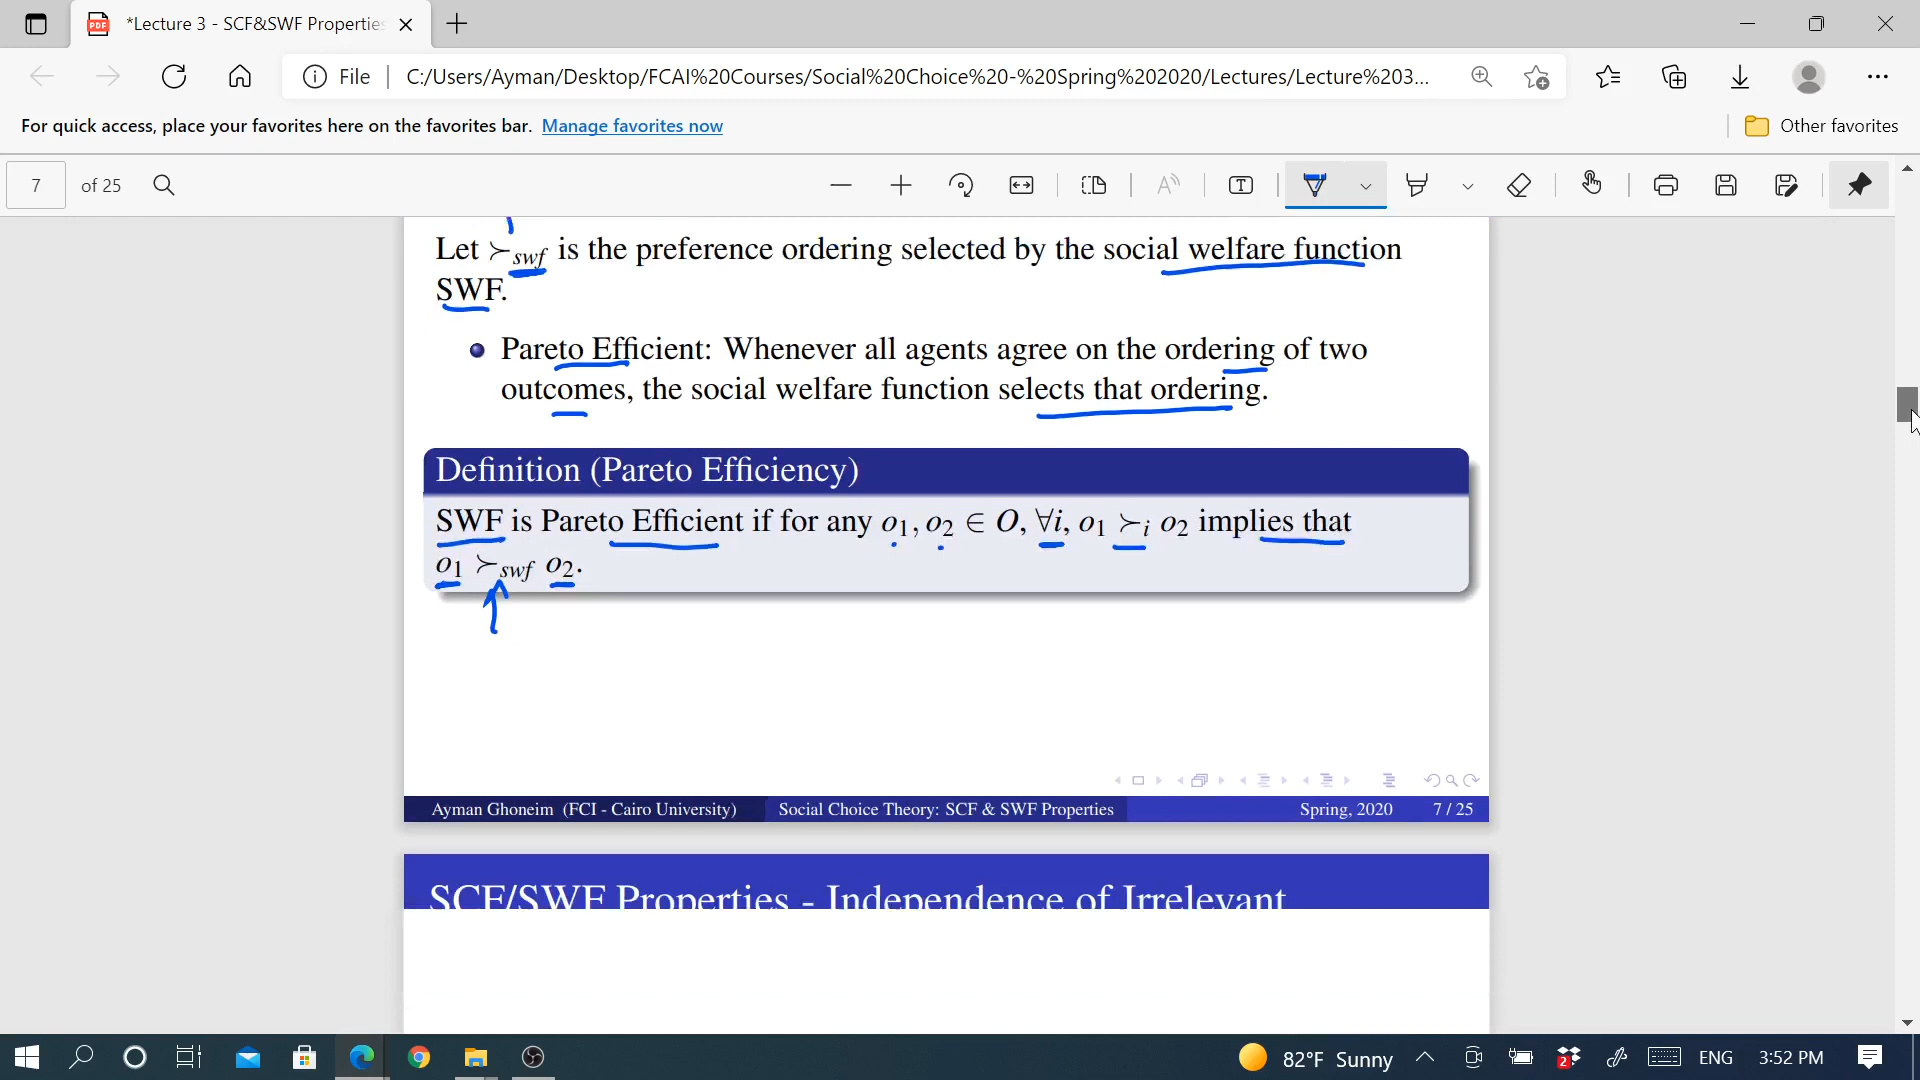 *Lecture 3 - SCF&SWF Properties
File
C:/Users/Ayman/Desktop/FCAI%20Courses/Social%20Choice%20-%20Spring%202020/Lectures/Lecture%203...
For quick access, place your favorites here on the favorites bar. Manage favorites now
Other favorites
7 of 25
Let ≻swf is the preference ordering selected by the social welfare function
SWF.
Pareto Efficient: Whenever all agents agree on the ordering of two
outcomes, the social welfare function selects that ordering.
Definition (Pareto Efficiency)
SWF is Pareto Efficient if for any o1, o2 ∈ O, ∀i, o1 ≻i o2 implies that
o1 ≻swf o2.
Ayman Ghoneim (FCI - Cairo University) Social Choice Theory: SCF & SWF Properties Spring, 2020 7 / 25
SCF/SWF Properties - Independence of Irrelevant
2
82°F Sunny
ENG
3:52 PM